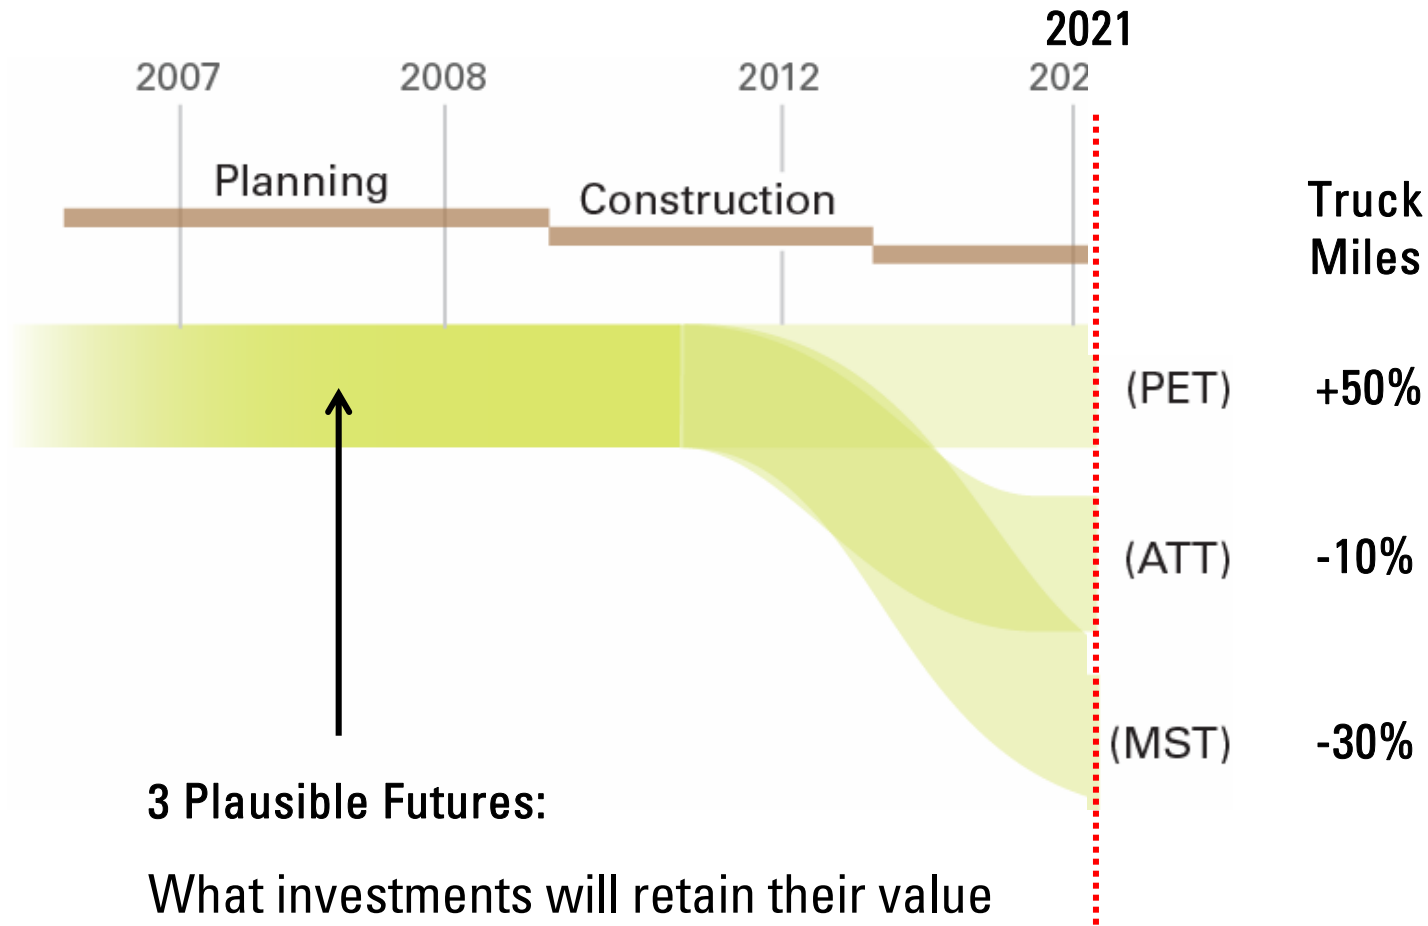 2021
2007 2008 2012 202
Planning
Construction
Truck
Miles
(PET) +50%
(ATT) -10%
(MST) -30%
3 Plausible Futures:
What investments will retain their value